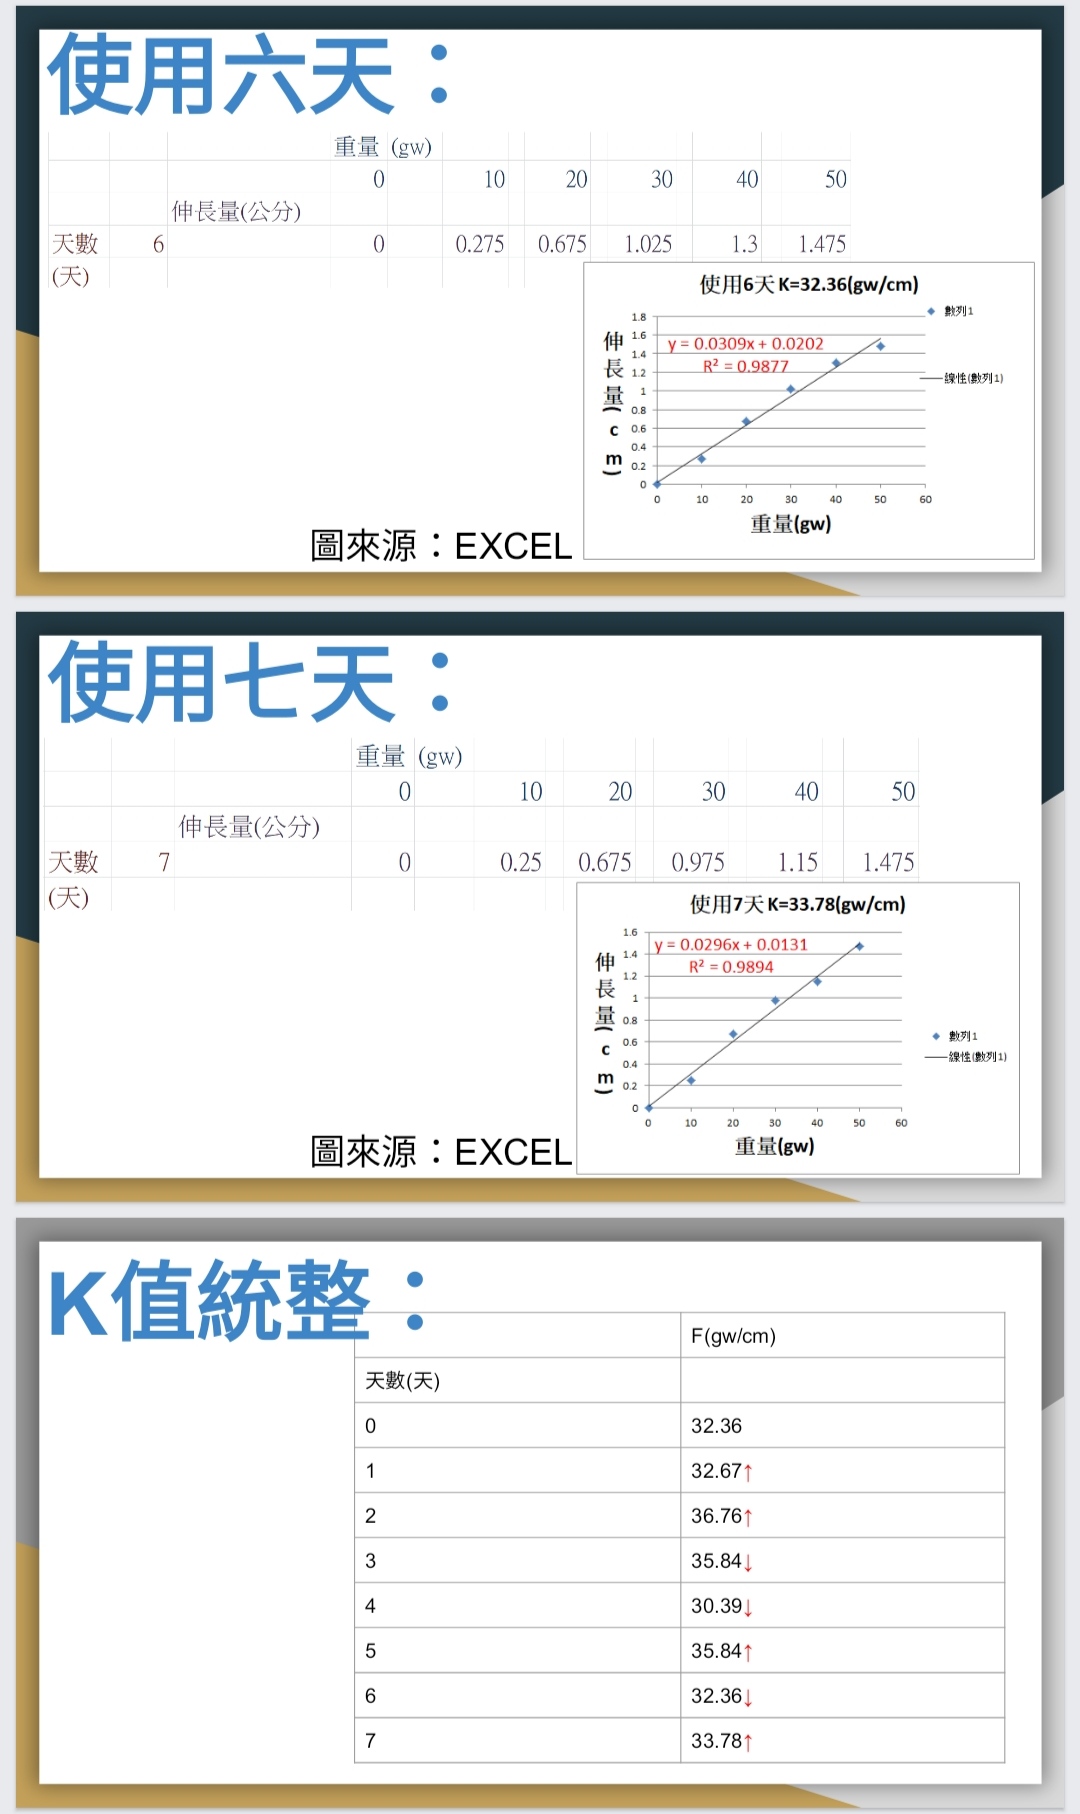 使用六天：
重量 (gw)
0 10 20 30 40 50
伸長量(公分)
天數 6 0 0.275 0.675 1.025 1.3 1.475
(天)
使用6天 K=32.36(gw/cm)
數列1
線性 (數列1)
y = 0.0309x + 0.0202
R² = 0.9877
伸長量(cm)
1.8
1.6
1.4
1.2
1
0.8
0.6
0.4
0.2
0
0 10 20 30 40 50 60
重量(gw)
圖來源：EXCEL
使用七天：
重量 (gw)
0 10 20 30 40 50
伸長量(公分)
天數 7 0 0.25 0.675 0.975 1.15 1.475
(天)
使用7天 K=33.78(gw/cm)
y = 0.0296x + 0.0131
R² = 0.9894
伸長量(cm)
1.6
1.4
1.2
1
0.8
0.6
0.4
0.2
0
0 10 20 30 40 50 60
重量(gw)
數列1
線性 (數列1)
圖來源：EXCEL
K值統整：
F(gw/cm)
天數(天)
0 32.36
1 32.67↑
2 36.76↑
3 35.84↓
4 30.39↓
5 35.84↑
6 32.36↓
7 33.78↑